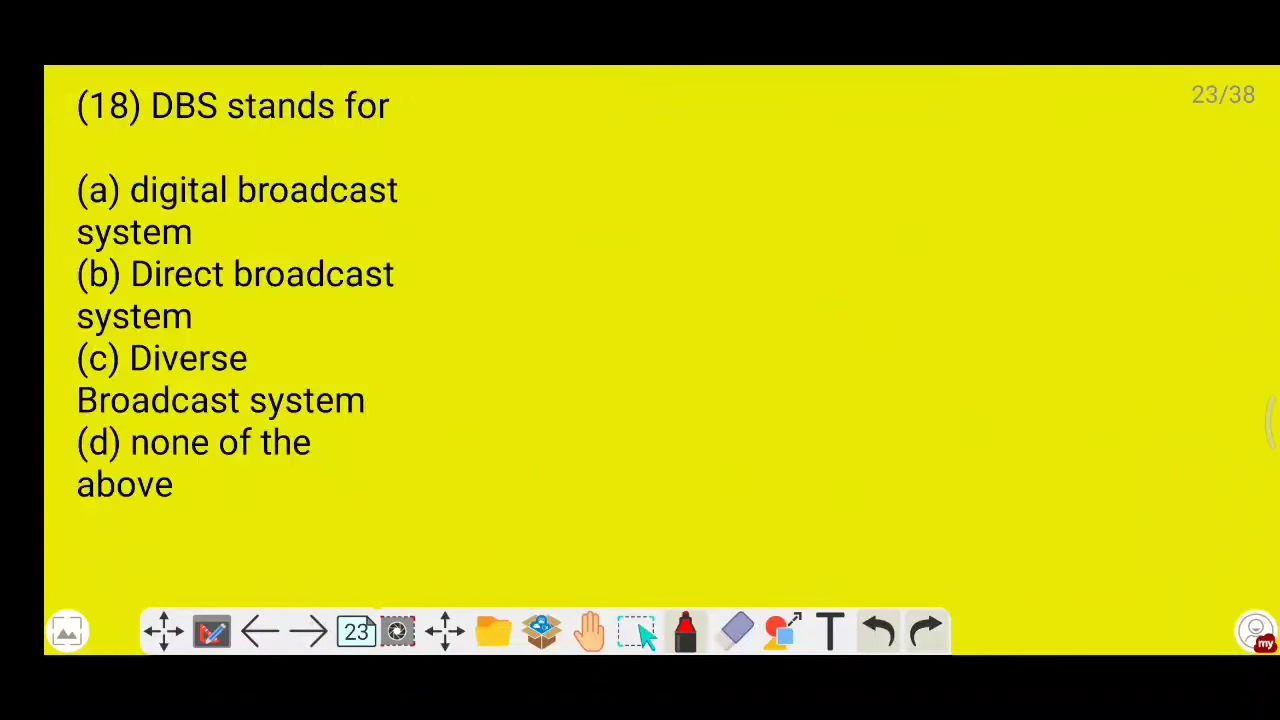 (18) DBS stands for
23/38
(a) digital broadcast
system
(b) Direct broadcast
system
(c) Diverse
Broadcast system
(d) none of the
above
23
T
my